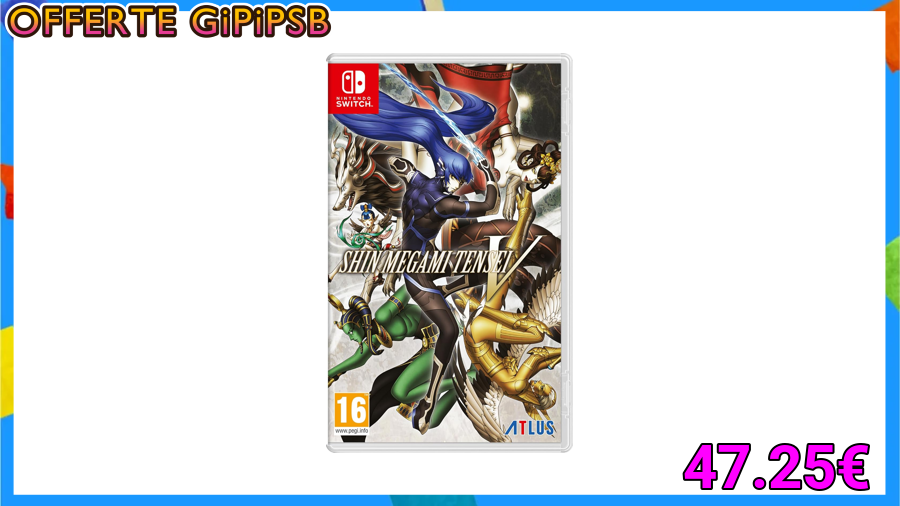 OFFERTE GiPiPSB
NINTENDO
SWITCH.
SHIN MEGAMI TENSEI V
16
www.pegi.info
ATLUS
47.25€